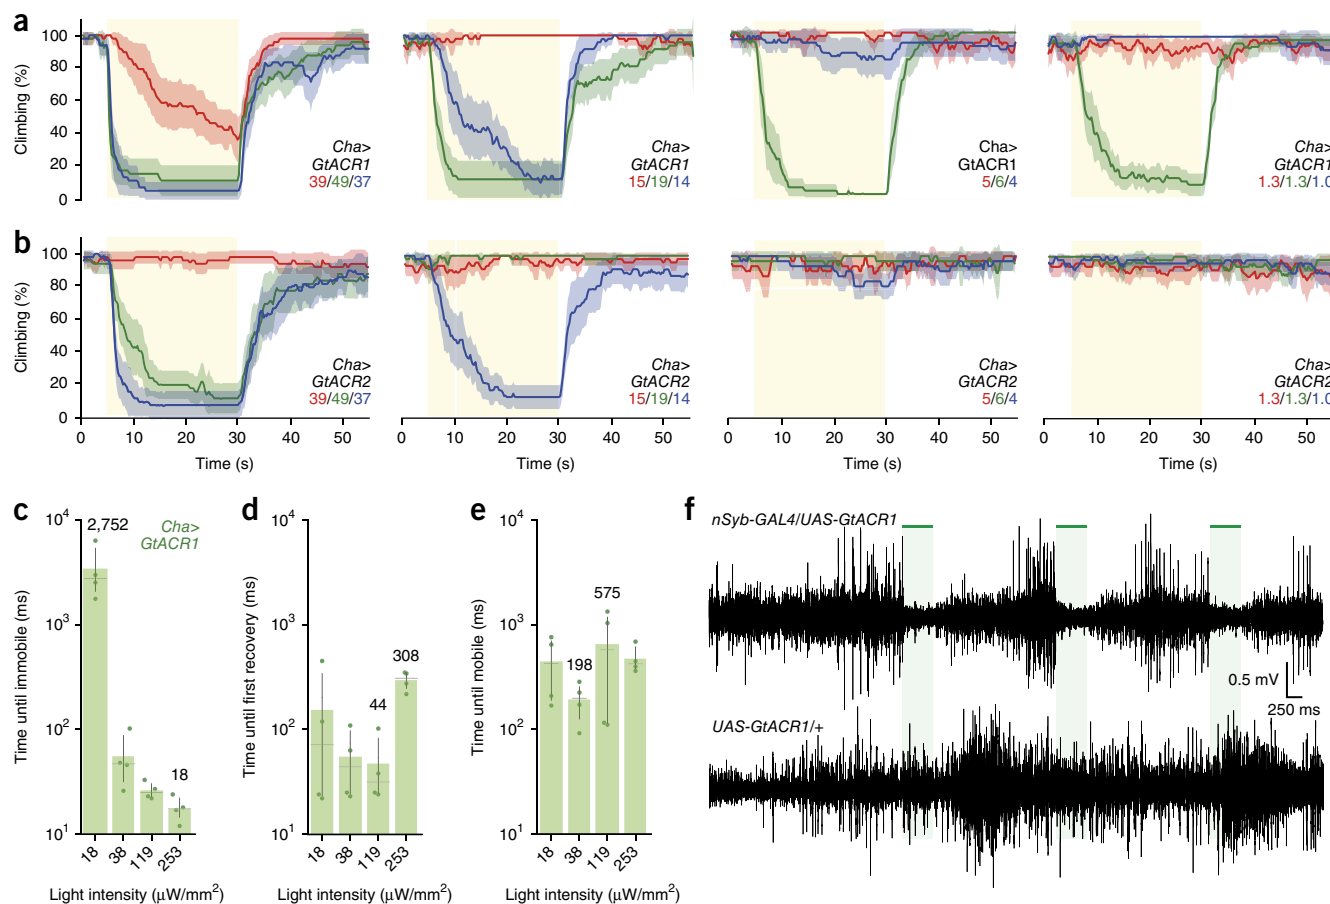 a
Climbing (%)
100
80
60
40
20
0
Cha>
GtACR1
39/49/37
Cha>
GtACR1
15/19/14
Cha>
GtACR1
5/6/4
Cha>
GtACR1
1.3/1.3/1.0
b
Climbing (%)
100
80
60
40
20
0
Cha>
GtACR2
39/49/37
Cha>
GtACR2
15/19/14
Cha>
GtACR2
5/6/4
Cha>
GtACR2
1.3/1.3/1.0
0 10 20 30 40 50
0 10 20 30 40 50
0 10 20 30 40 50
0 10 20 30 40 50
Time (s)
Time (s)
Time (s)
Time (s)
c
Time until immobile (ms)
10⁴
10³
10²
10¹
2,752
Cha>
GtACR1
18
18 38 119 253
Light intensity (μW/mm²)
d
Time until first recovery (ms)
10⁴
10³
10²
10¹
44
308
18 38 119 253
Light intensity (μW/mm²)
e
Time until mobile (ms)
10⁴
10³
10²
10¹
198
575
18 38 119 253
Light intensity (μW/mm²)
f
nSyb-GAL4/UAS-GtACR1
0.5 mV
250 ms
UAS-GtACR1/+